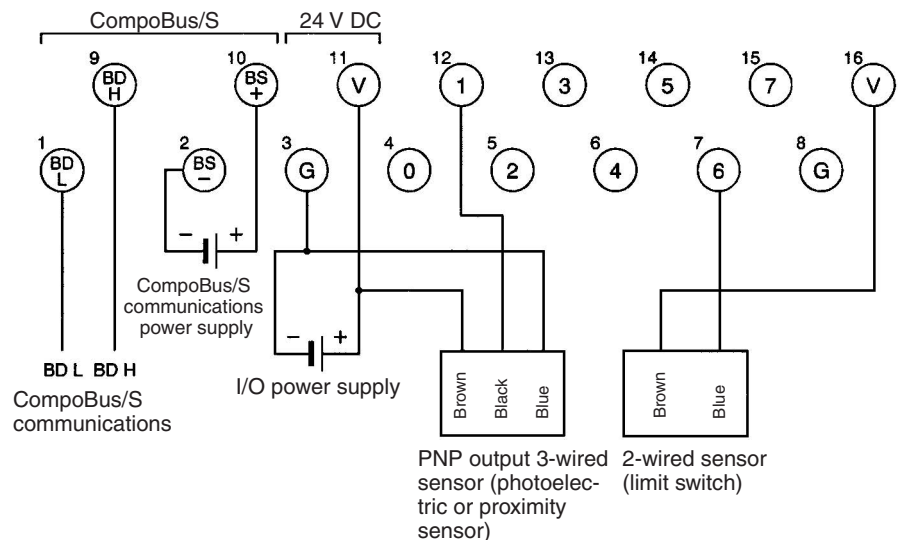 CompoBus/S
24 V DC
9
BD
H
10
BS
+
11
V
12
1
13
3
14
5
15
7
16
V
1
BD
L
2
BS
−
3
G
4
0
5
2
6
4
7
6
8
G
− +
CompoBus/S
communications
power supply
− +
I/O power supply
BD L BD H
CompoBus/S
communications
Brown
Black
Blue
PNP output 3-wired
sensor (photoelec-
tric or proximity
sensor)
Brown
Blue
2-wired sensor
(limit switch)